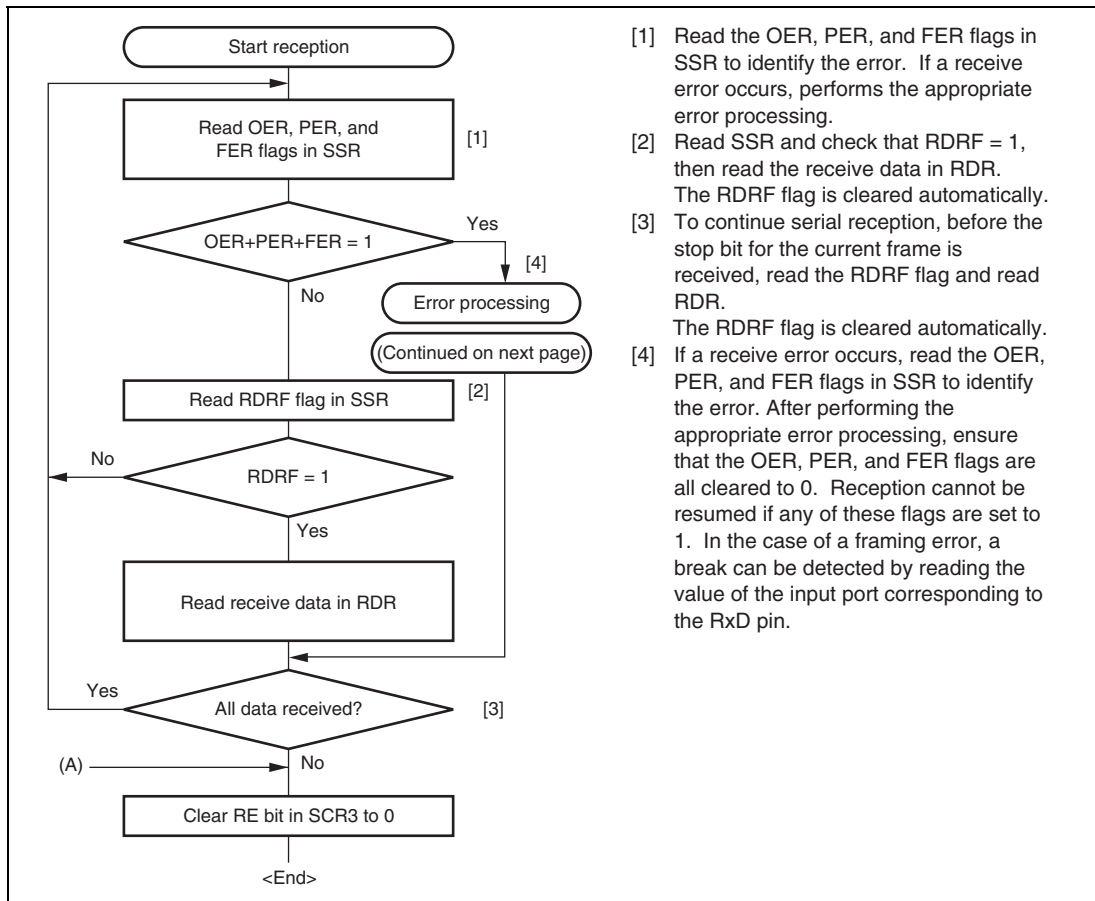 Start reception
Read OER, PER, and
FER flags in SSR
[1]
OER+PER+FER = 1
Yes
[4]
No
Error processing
(Continued on next page)
Read RDRF flag in SSR
[2]
No
RDRF = 1
Yes
Read receive data in RDR
Yes
All data received?
[3]
(A)
No
Clear RE bit in SCR3 to 0
<End>
[1] Read the OER, PER, and FER flags in
SSR to identify the error. If a receive
error occurs, performs the appropriate
error processing.
[2] Read SSR and check that RDRF = 1,
then read the receive data in RDR.
The RDRF flag is cleared automatically.
[3] To continue serial reception, before the
stop bit for the current frame is
received, read the RDRF flag and read
RDR.
The RDRF flag is cleared automatically.
[4] If a receive error occurs, read the OER,
PER, and FER flags in SSR to identify
the error. After performing the
appropriate error processing, ensure
that the OER, PER, and FER flags are
all cleared to 0. Reception cannot be
resumed if any of these flags are set to
1. In the case of a framing error, a
break can be detected by reading the
value of the input port corresponding to
the RxD pin.